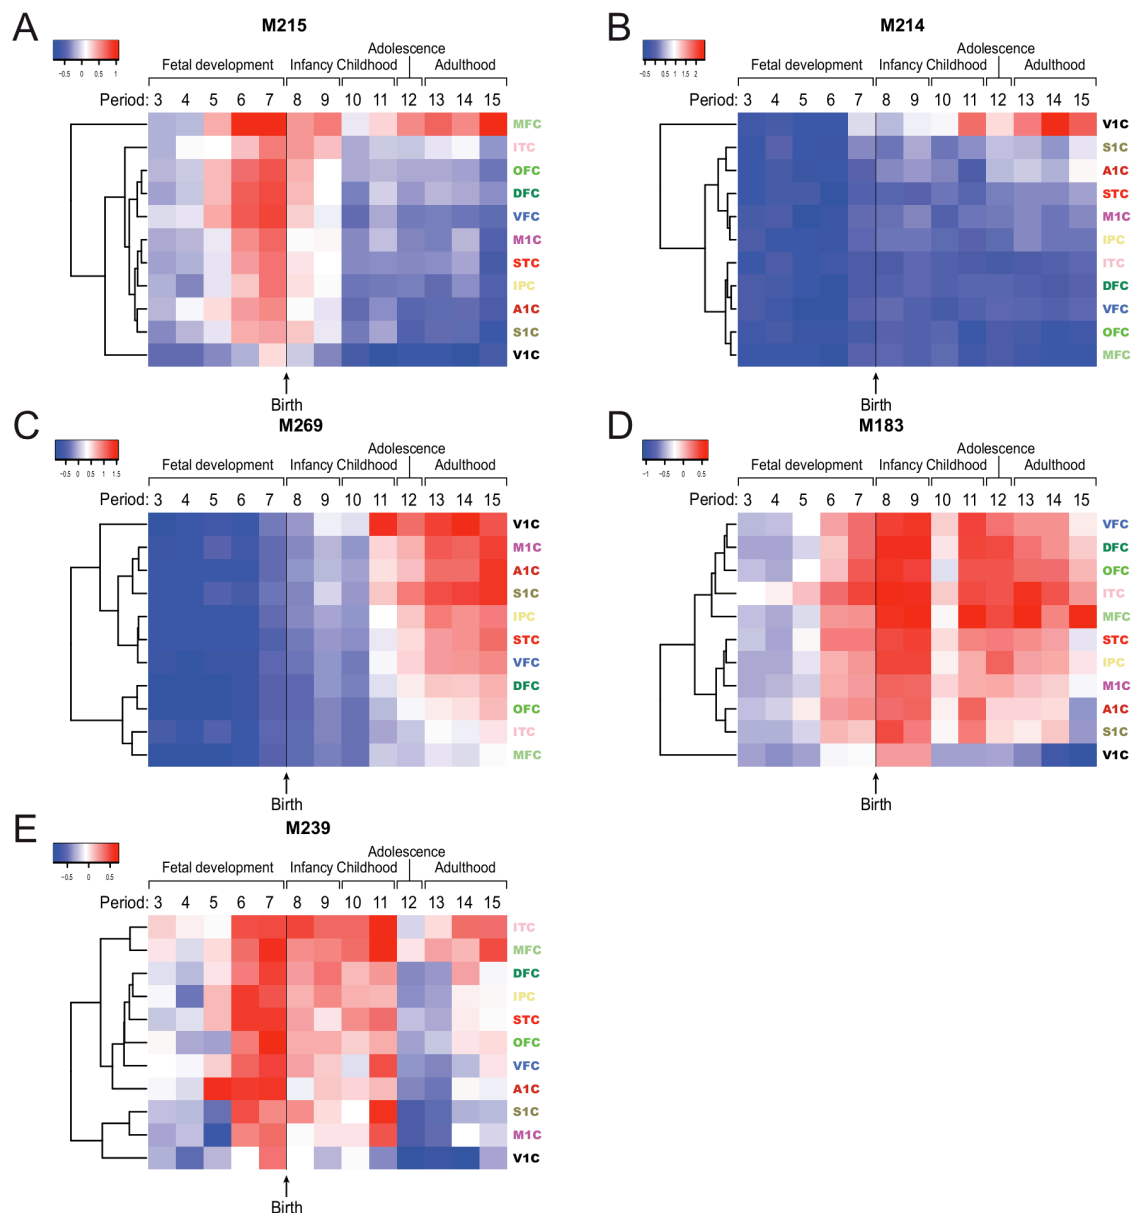 A
M215
-0.5 0 0.5 1
Adolescence
Fetal development Infancy Childhood Adulthood
Period: 3 4 5 6 7 8 9 10 11 12 13 14 15
MFC
ITC
OFC
DFC
VFC
M1C
STC
IPC
A1C
S1C
V1C
Birth
B
M214
-0.5 0.5 1 1.5 2
Adolescence
Fetal development Infancy Childhood Adulthood
Period: 3 4 5 6 7 8 9 10 11 12 13 14 15
V1C
S1C
A1C
STC
M1C
IPC
ITC
DFC
VFC
OFC
MFC
Birth
C
M269
-0.5 0 0.5 1 1.5
Adolescence
Fetal development Infancy Childhood Adulthood
Period: 3 4 5 6 7 8 9 10 11 12 13 14 15
V1C
M1C
A1C
S1C
IPC
STC
VFC
DFC
OFC
ITC
MFC
Birth
D
M183
-1 -0.5 0 0.5
Adolescence
Fetal development Infancy Childhood Adulthood
Period: 3 4 5 6 7 8 9 10 11 12 13 14 15
VFC
DFC
OFC
ITC
MFC
STC
IPC
M1C
A1C
S1C
V1C
Birth
E
M239
-0.5 0 0.5
Adolescence
Fetal development Infancy Childhood Adulthood
Period: 3 4 5 6 7 8 9 10 11 12 13 14 15
ITC
MFC
DFC
IPC
STC
OFC
VFC
A1C
S1C
M1C
V1C
Birth